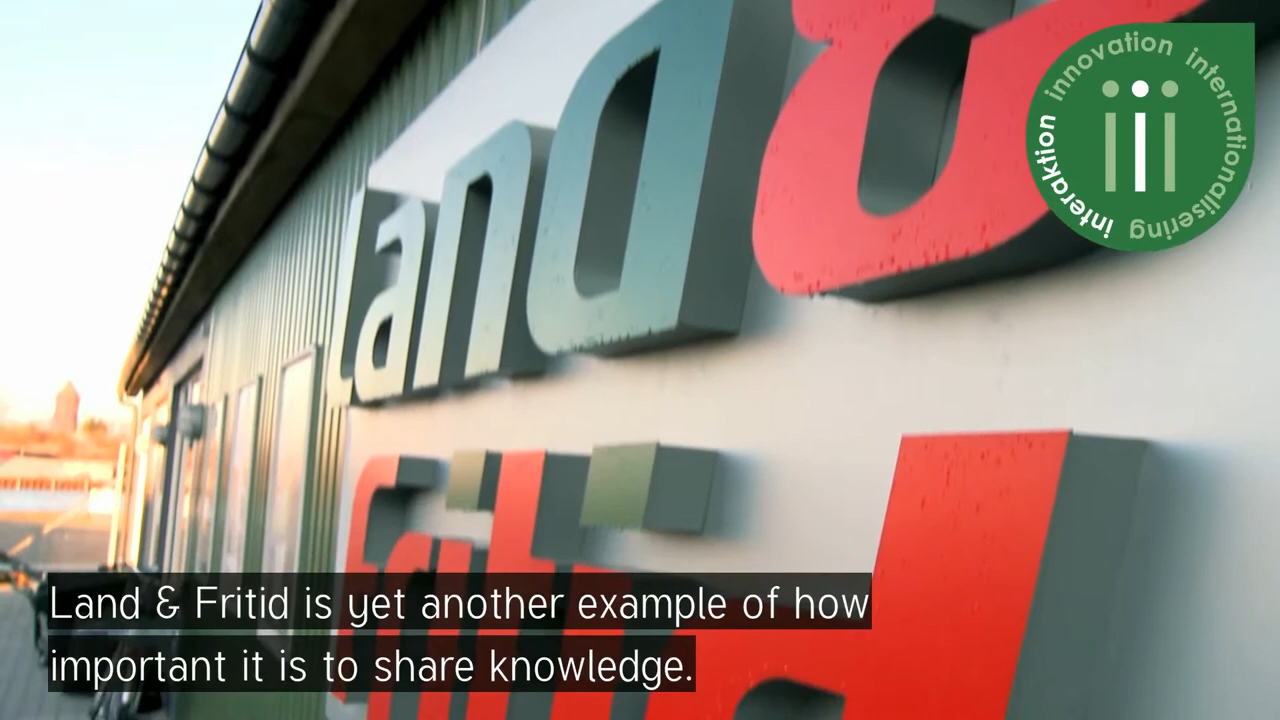 land &
fritid
innovation internationalisering interaktion
iii
Land & Fritid is yet another example of how
important it is to share knowledge.